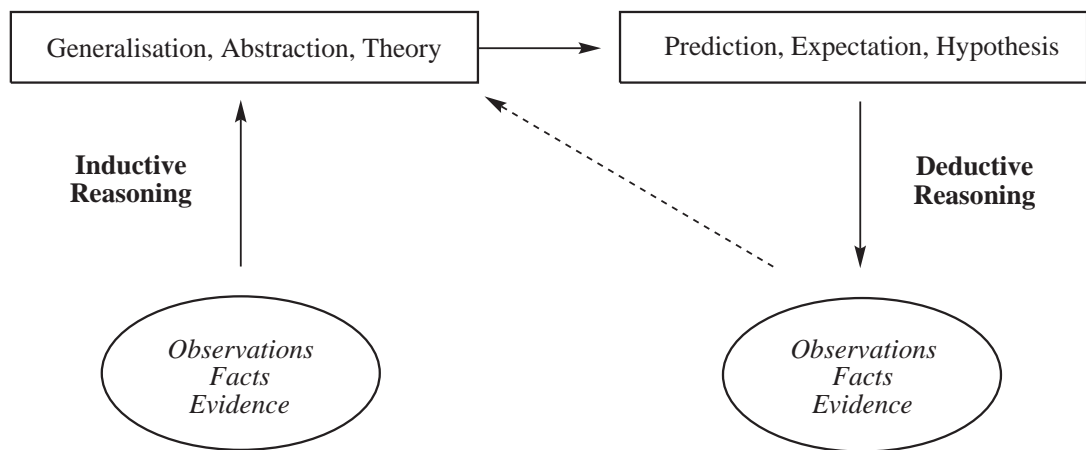 Generalisation, Abstraction, Theory
Prediction, Expectation, Hypothesis
Inductive
Reasoning
Deductive
Reasoning
Observations
Facts
Evidence
Observations
Facts
Evidence